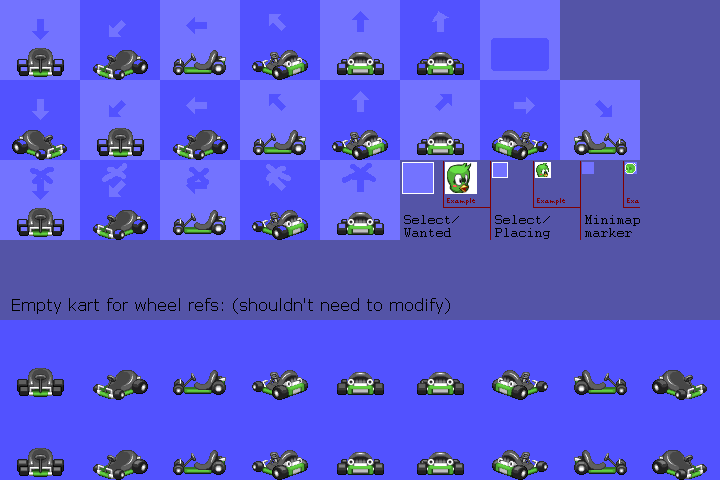 Example
Example
Exa
Select/
Wanted
Select/
Placing
Minimap
marker
Empty kart for wheel refs: (shouldn't need to modify)